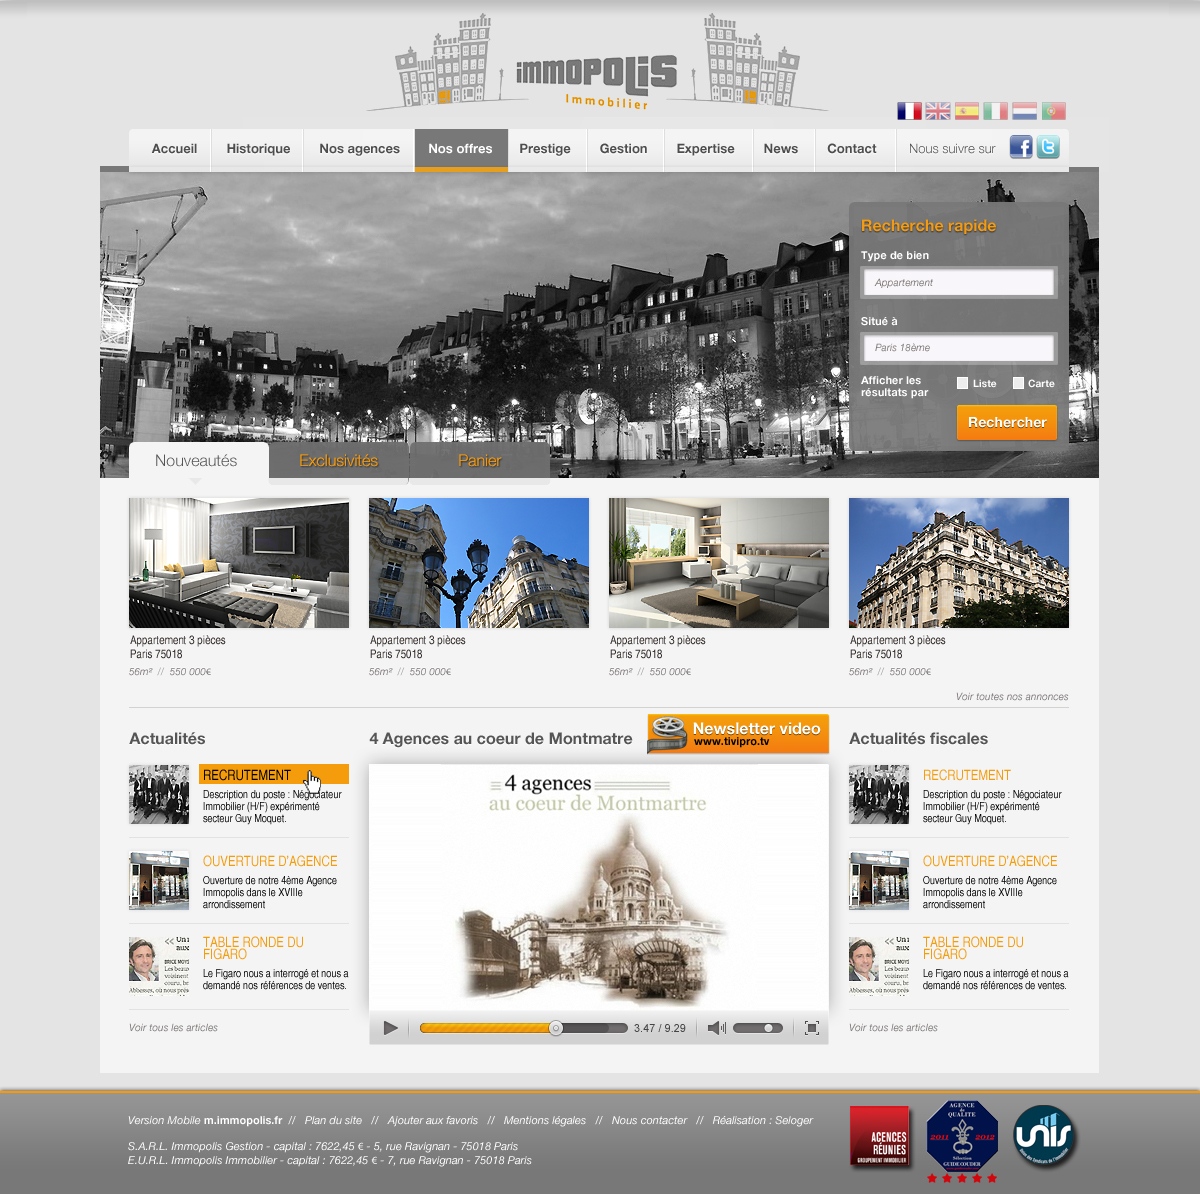 immopolis
Immobilier
Accueil
Historique
Nos agences
Nos offres
Prestige
Gestion
Expertise
News
Contact
Nous suivre sur
Recherche rapide
Type de bien
Appartement
Situé à
Paris 18ème
Afficher les
résultats par
Liste
Carte
Rechercher
Nouveautés
Exclusivités
Panier
Appartement 3 pièces
Paris 75018
56m² // 550 000€
Appartement 3 pièces
Paris 75018
56m² // 550 000€
Appartement 3 pièces
Paris 75018
56m² // 550 000€
Appartement 3 pièces
Paris 75018
56m² // 550 000€
Voir toutes nos annonces
Actualités
RECRUTEMENT
Description du poste : Négociateur
Immobilier (H/F) expérimenté
secteur Guy Moquet.
OUVERTURE D'AGENCE
Ouverture de notre 4ème Agence
Immopolis dans le XVIIIe
arrondissement
TABLE RONDE DU
FIGARO
Le Figaro nous a interrogé et nous a
demandé nos références de ventes.
Voir tous les articles
4 Agences au coeur de Montmatre
Newsletter video
www.tivipro.tv
4 agences
au coeur de Montmartre
3.47 / 9.29
Actualités fiscales
RECRUTEMENT
Description du poste : Négociateur
Immobilier (H/F) expérimenté
secteur Guy Moquet.
OUVERTURE D'AGENCE
Ouverture de notre 4ème Agence
Immopolis dans le XVIIIe
arrondissement
TABLE RONDE DU
FIGARO
Le Figaro nous a interrogé et nous a
demandé nos références de ventes.
Voir tous les articles
Version Mobile m.immopolis.fr // Plan du site // Ajouter aux favoris // Mentions légales // Nous contacter // Réalisation : Seloger
S.A.R.L. Immopolis Gestion - capital : 7622,45 € - 5, rue Ravignan - 75018 Paris
E.U.R.L. Immopolis Immobilier - capital : 7622,45 € - 7, rue Ravignan - 75018 Paris
AGENCES
RÉUNIES
GROUPEMENT IMMOBILIER
AGENCE
de
QUALITÉ
2011 2012
Sélection
GUIDE COUDER
unis